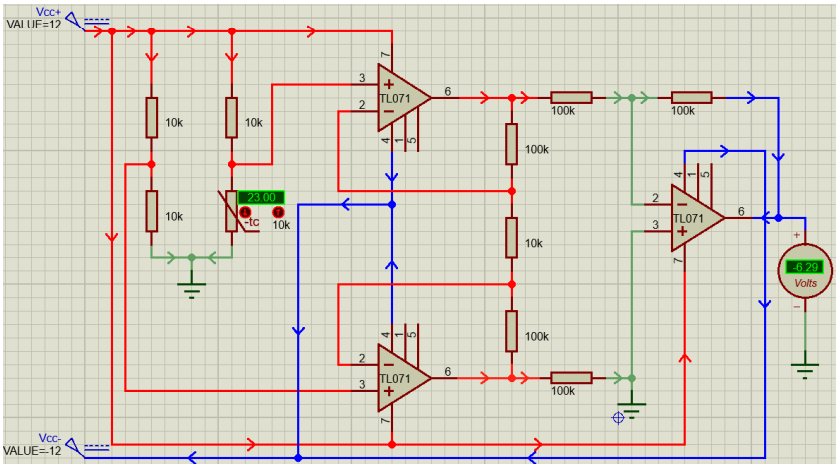 Vcc+
VALUE=12
10k
10k
10k
23.00
-tc
10k
7
3
2
TL071
6
4
1
5
100k
100k
100k
10k
100k
100k
4
1
5
2
3
TL071
6
7
+
-6.29
Volts
4
1
5
2
3
TL071
6
7
Vcc-
VALUE=-12